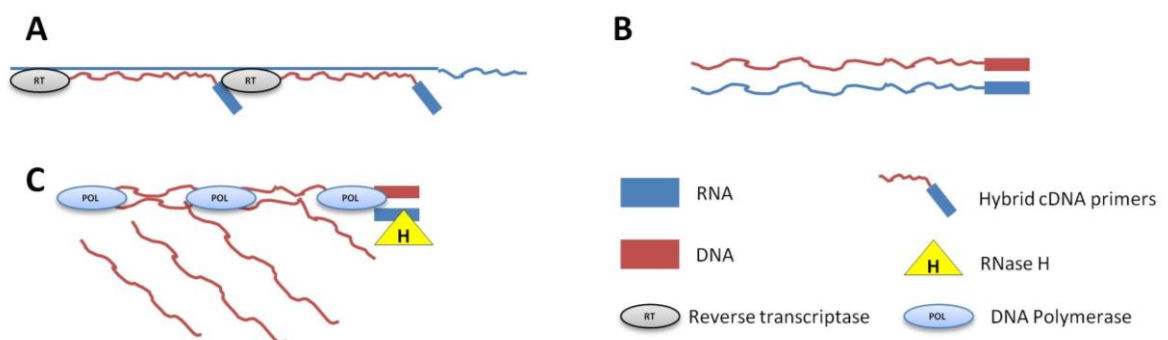 A
RT
RT
B
C
POL
POL
POL
H
RNA
Hybrid cDNA primers
DNA
H
RNase H
RT
Reverse transcriptase
POL
DNA Polymerase